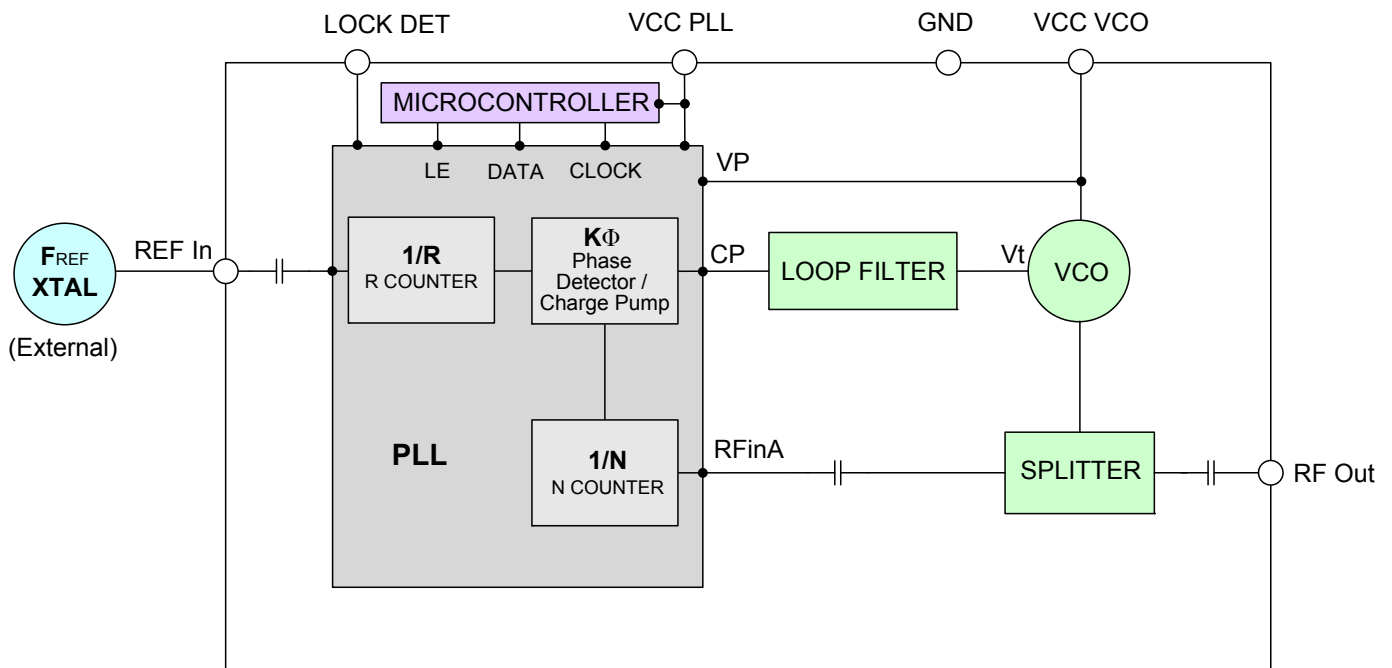 LOCK DET
VCC PLL
GND
VCC VCO
MICROCONTROLLER
LE
DATA
CLOCK
VP
FREF
XTAL
(External)
REF In
1/R
R COUNTER
KΦ
Phase
Detector /
Charge Pump
CP
LOOP FILTER
Vt
VCO
PLL
1/N
N COUNTER
RFinA
SPLITTER
RF Out